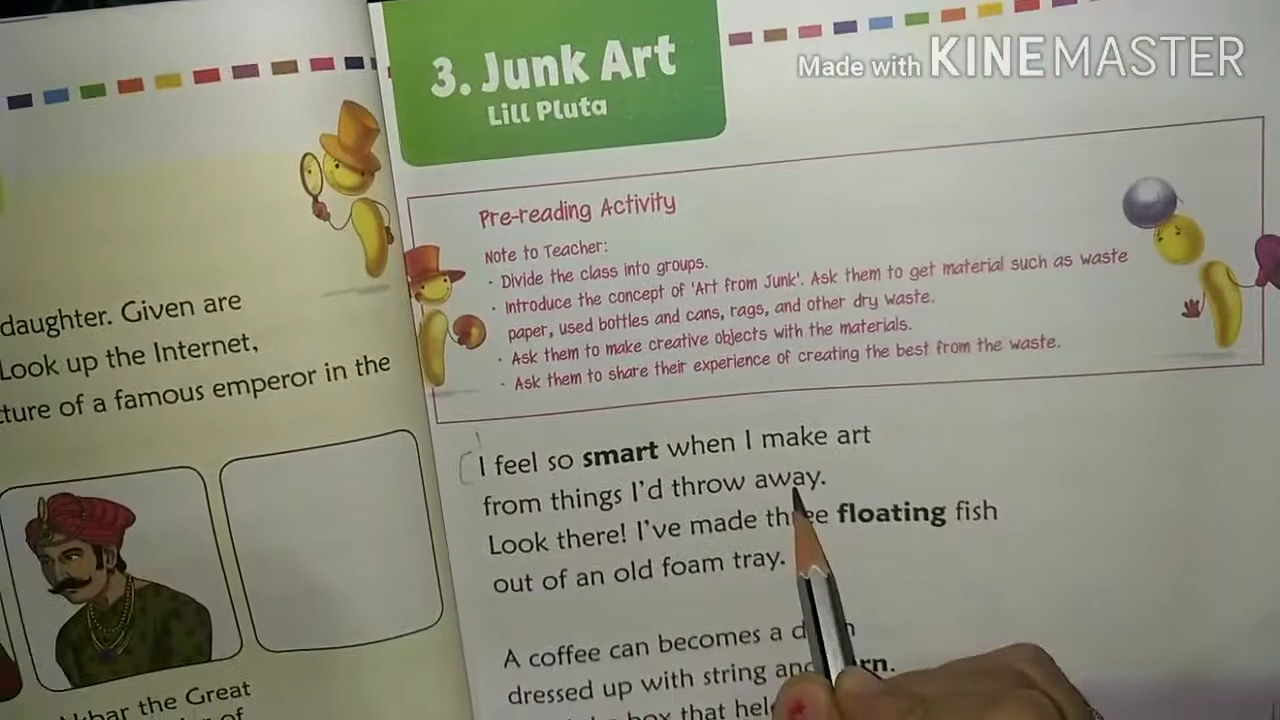 Made with KINEMASTER
daughter. Given are
Look up the Internet,
ture of a famous emperor in the
bar the Great
of
3. Junk Art
Lill Pluta
Pre-reading Activity
Note to Teacher:
· Divide the class into groups.
· Introduce the concept of 'Art from Junk'. Ask them to get material such as waste
paper, used bottles and cans, rags, and other dry waste.
· Ask them to make creative objects with the materials.
· Ask them to share their experience of creating the best from the waste.
I feel so smart when I make art
from things I'd throw away.
Look there! I've made three floating fish
out of an old foam tray.
A coffee can becomes a
dressed up with string and
box that